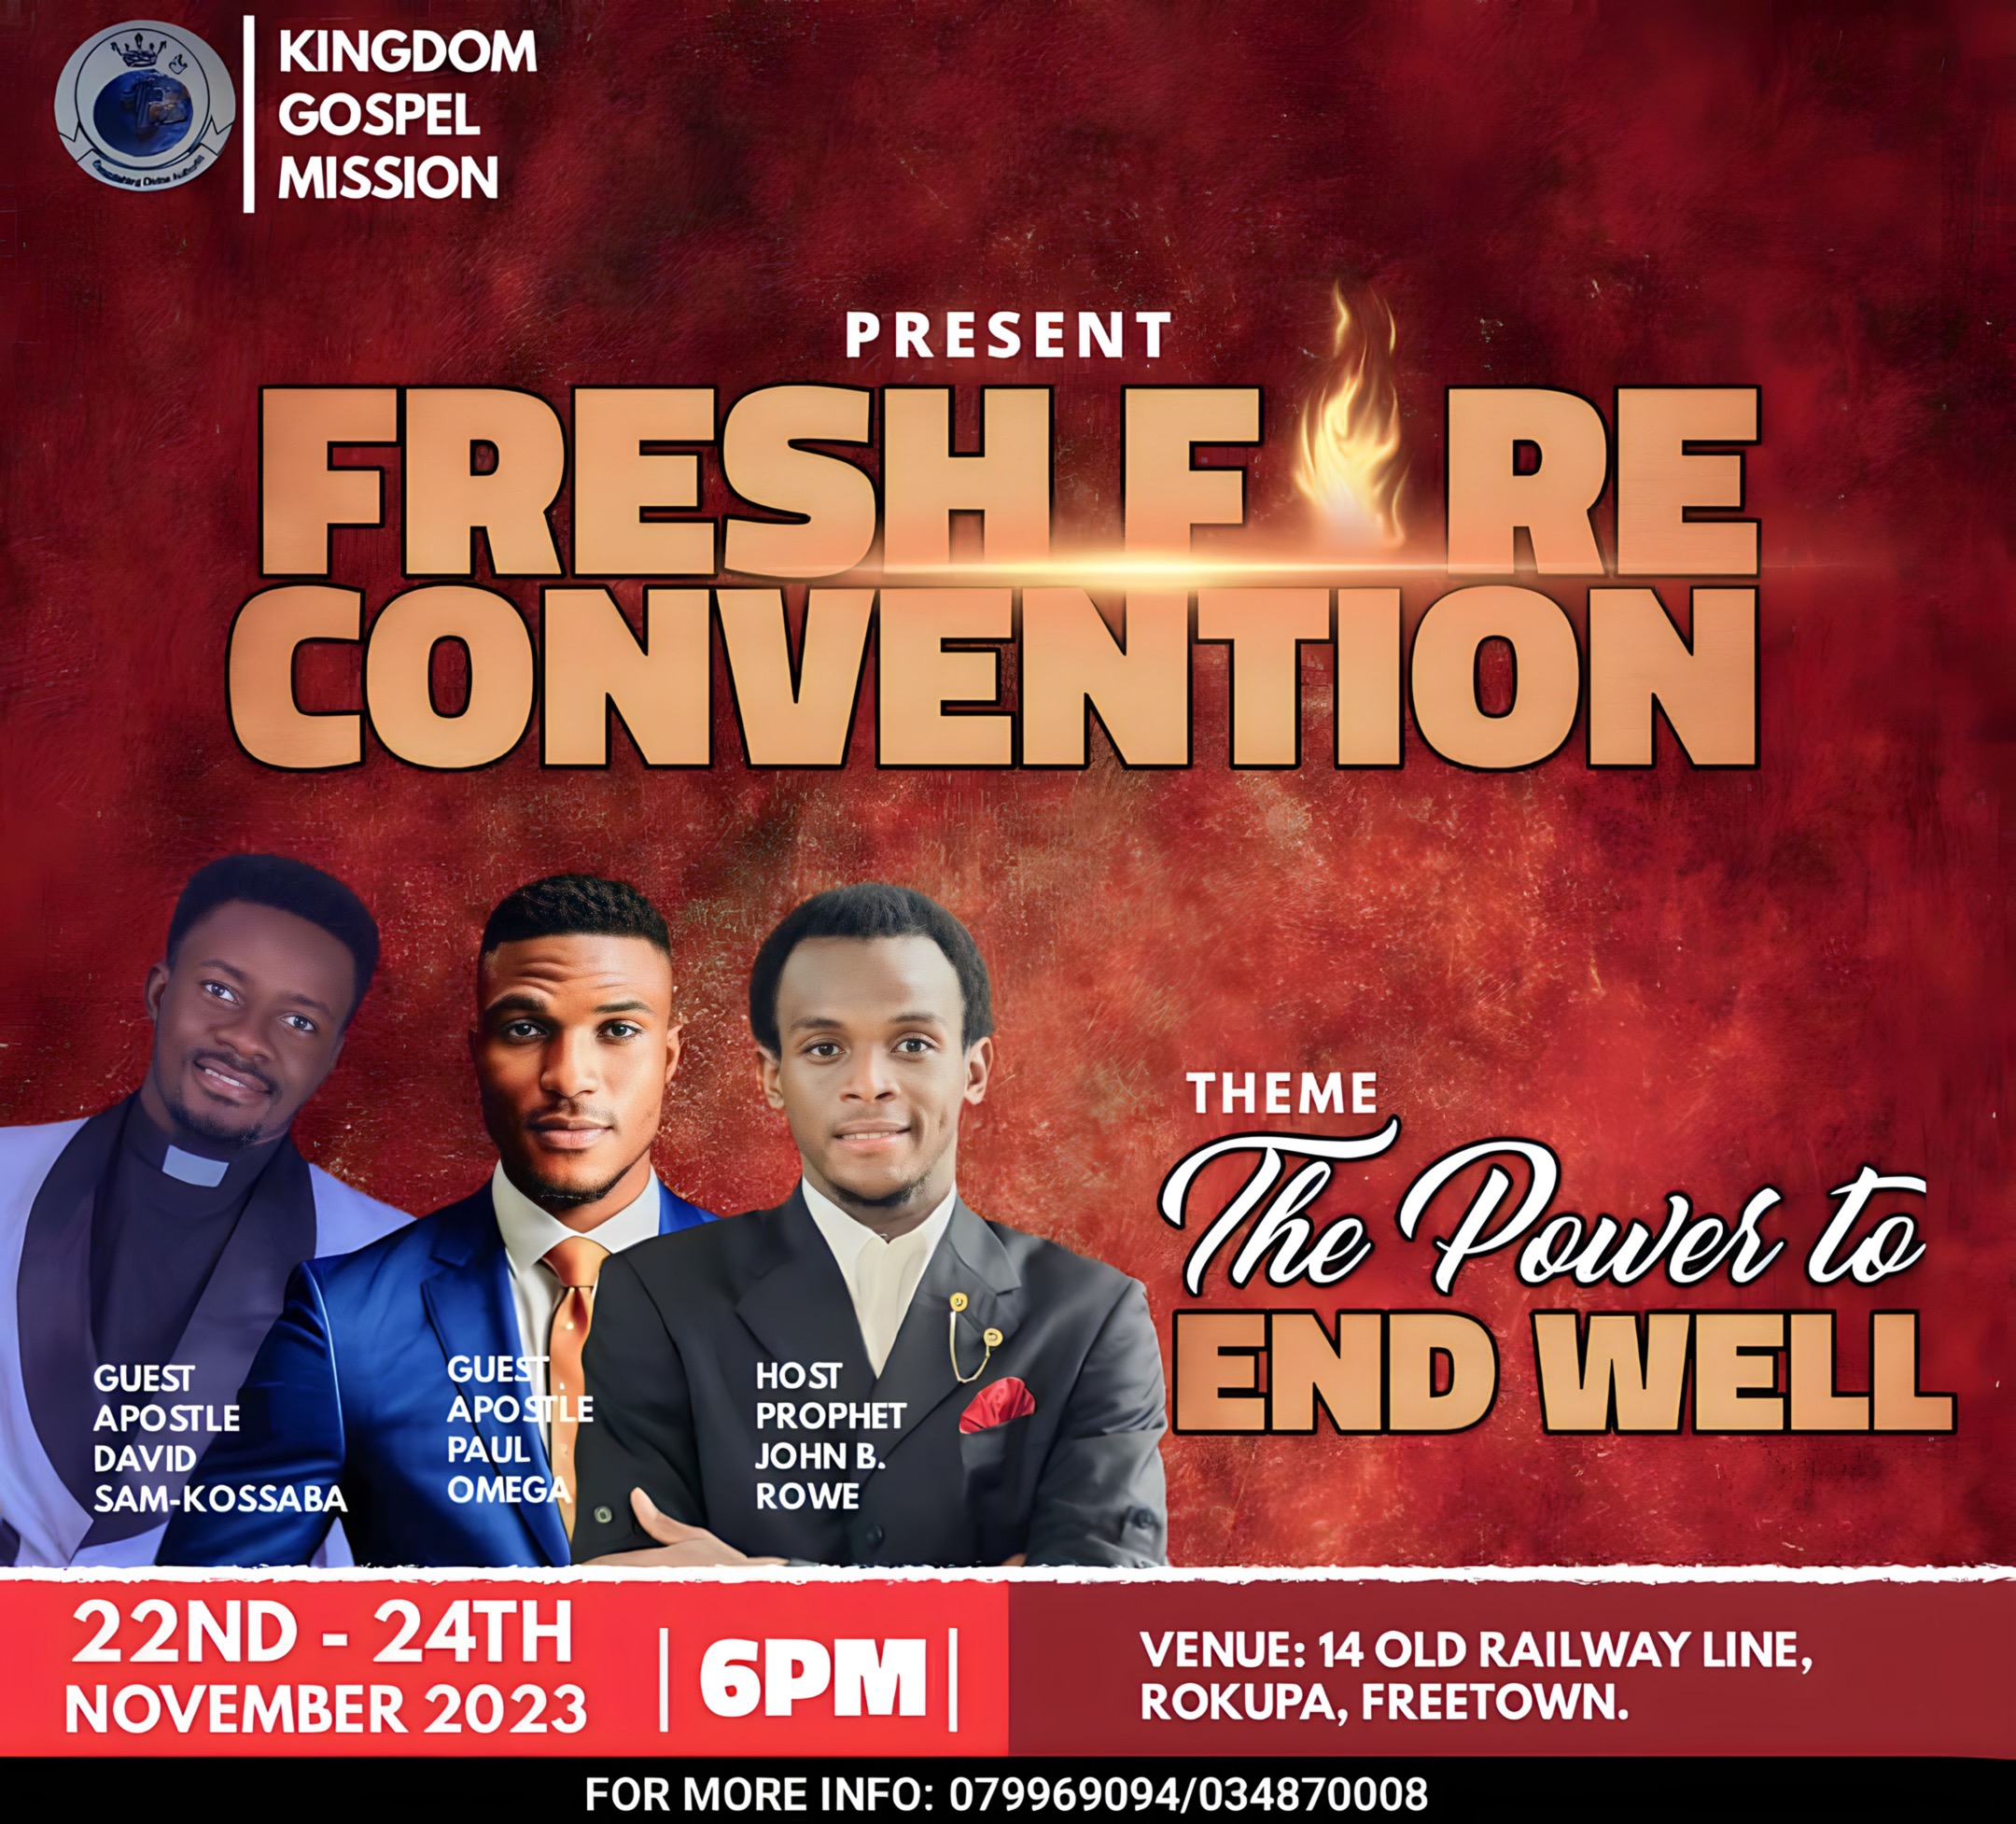 KINGDOM
GOSPEL
MISSION
PRESENT
FRESH F RE
CONVENTION
GUEST
APOSTLE
DAVID
SAM-KOSSABA
GUEST
APOSTLE
PAUL
OMEGA
HOST
PROPHET
JOHN B.
ROWE
THEME
The Power to
END WELL
22ND - 24TH
NOVEMBER 2023
6PM
VENUE: 14 OLD RAILWAY LINE,
ROKUPA, FREETOWN.
FOR MORE INFO: 079969094/034870008